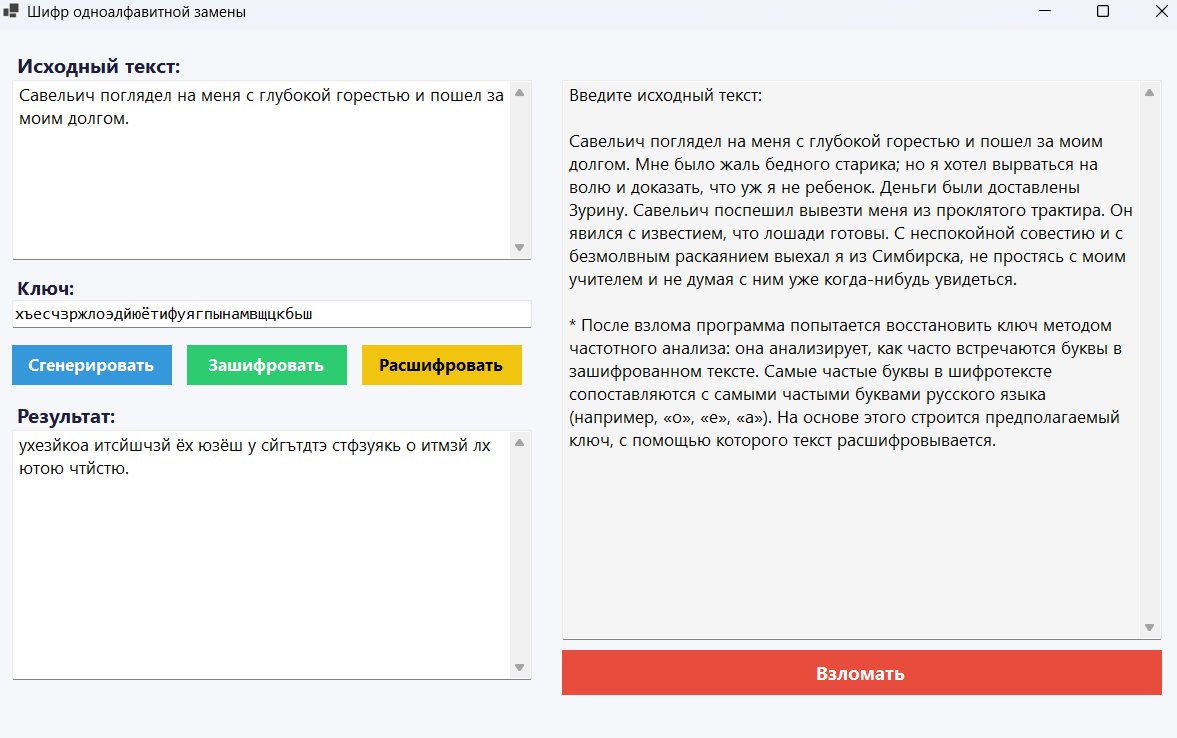 Шифр одноалфавитной замены
Исходный текст:
Савельич поглядел на меня с глубокой горестью и пошел за
моим долгом.
Ключ:
хъесчзржлоэдйюётифуягпынамвщцкбьш
Сгенерировать
Зашифровать
Расшифровать
Результат:
ухезйкоа итсйшчзй ёх юзёш у сйгътдтэ стфзуякь о итмзй лх
ютою чтйстю.
Введите исходный текст:
Савельич поглядел на меня с глубокой горестью и пошел за моим
долгом. Мне было жаль бедного старика; но я хотел вырваться на
волю и доказать, что уж я не ребенок. Деньги были доставлены
Зурину. Савельич поспешил вывезти меня из проклятого трактира. Он
явился с известием, что лошади готовы. С неспокойной совестию и с
безмолвным раскаянием выехал я из Симбирска, не простясь с моим
учителем и не думая с ним уже когда-нибудь увидеться.
* После взлома программа попытается восстановить ключ методом
частотного анализа: она анализирует, как часто встречаются буквы в
зашифрованном тексте. Самые частые буквы в шифротексте
сопоставляются с самыми частыми буквами русского языка
(например, «о», «е», «а»). На основе этого строится предполагаемый
ключ, с помощью которого текст расшифровывается.
Взломать